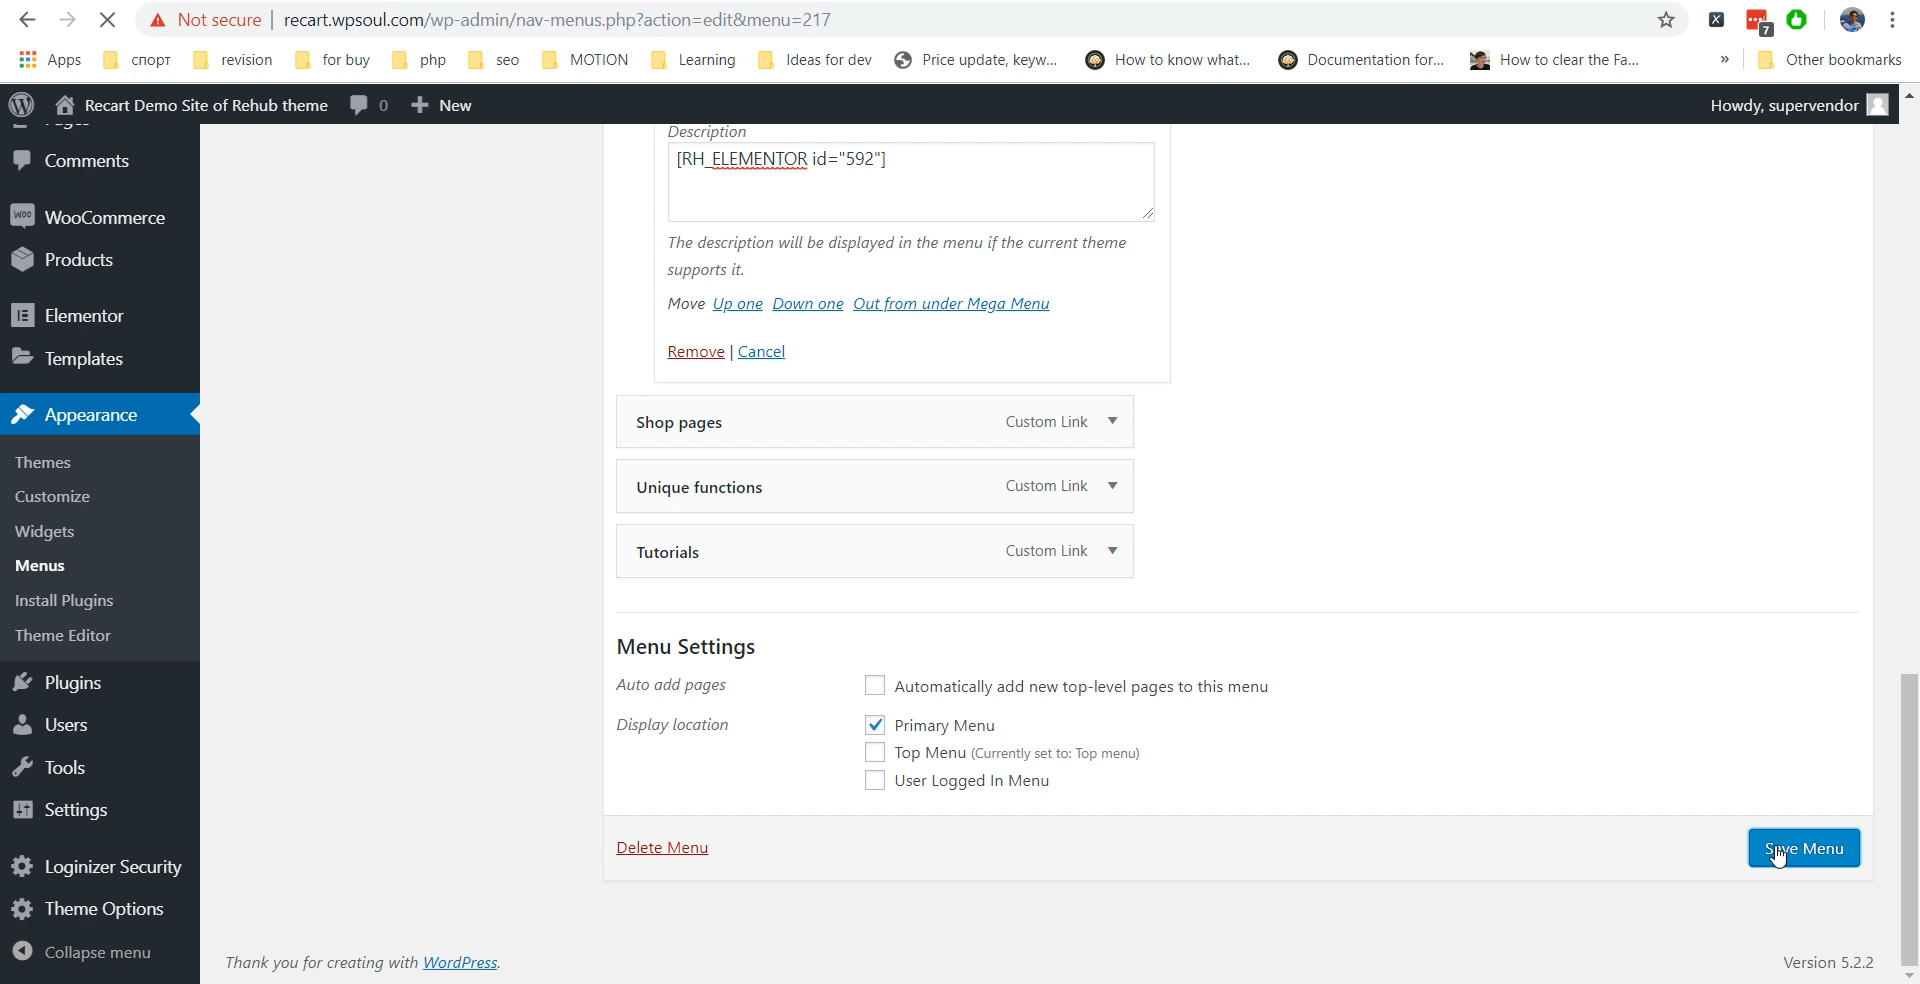 Not secure | recart.wpsoul.com/wp-admin/nav-menus.php?action=edit&menu=217
7
Apps спорт revision for buy php seo MOTION Learning Ideas for dev Price update, keyw... How to know what... Documentation for... How to clear the Fa... » Other bookmarks
Recart Demo Site of Rehub theme 0 + New Howdy, supervendor
Comments
WooCommerce
Products
Elementor
Templates
Appearance
Themes
Customize
Widgets
Menus
Install Plugins
Theme Editor
Plugins
Users
Tools
Settings
Loginizer Security
Theme Options
Collapse menu
Description
[RH_ELEMENTOR id="592"]
The description will be displayed in the menu if the current theme
supports it.
Move Up one Down one Out from under Mega Menu
Remove | Cancel
Shop pages Custom Link
Unique functions Custom Link
Tutorials Custom Link
Menu Settings
Auto add pages Automatically add new top-level pages to this menu
Display location Primary Menu
Top Menu (Currently set to: Top menu)
User Logged In Menu
Delete Menu Save Menu
Thank you for creating with WordPress. Version 5.2.2